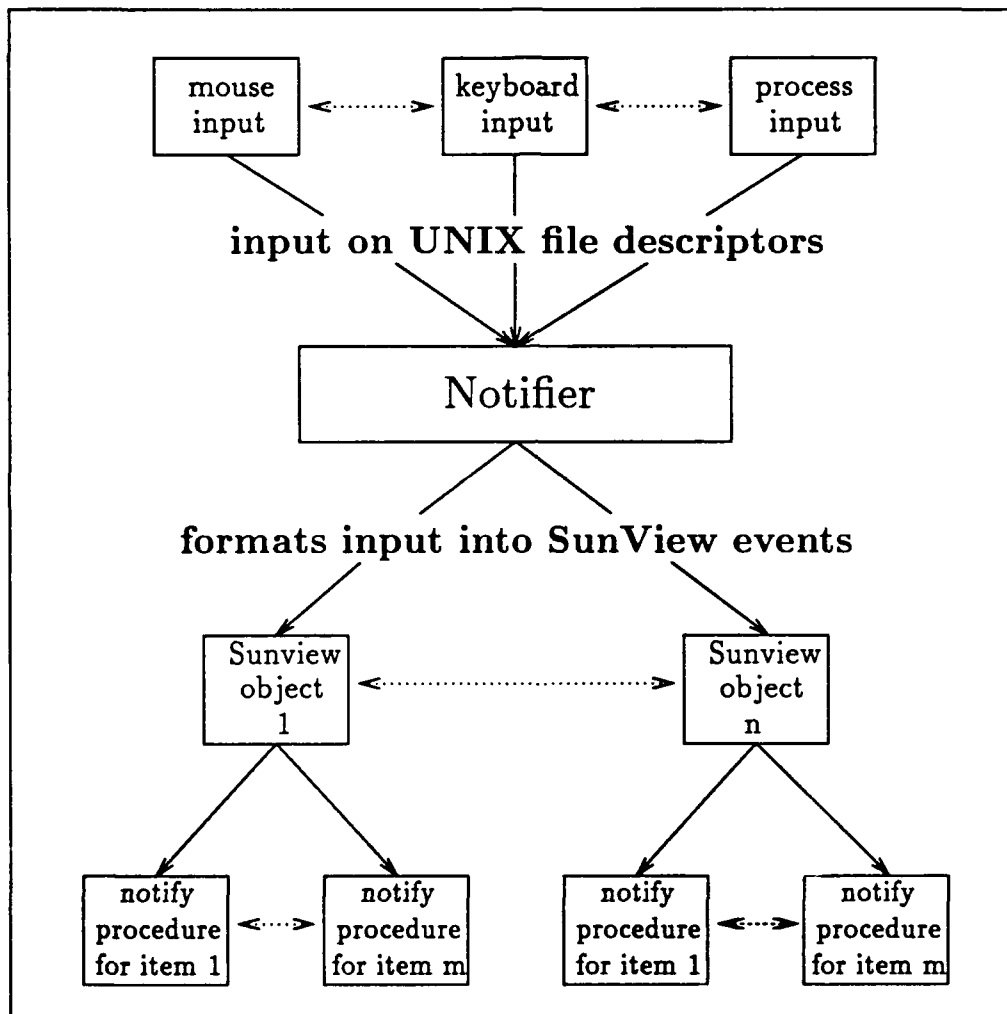 mouse
input
keyboard
input
process
input
input on UNIX file descriptors
Notifier
formats input into SunView events
Sunview
object
1
Sunview
object
n
notify
procedure
for item 1
notify
procedure
for item m
notify
procedure
for item 1
notify
procedure
for item m